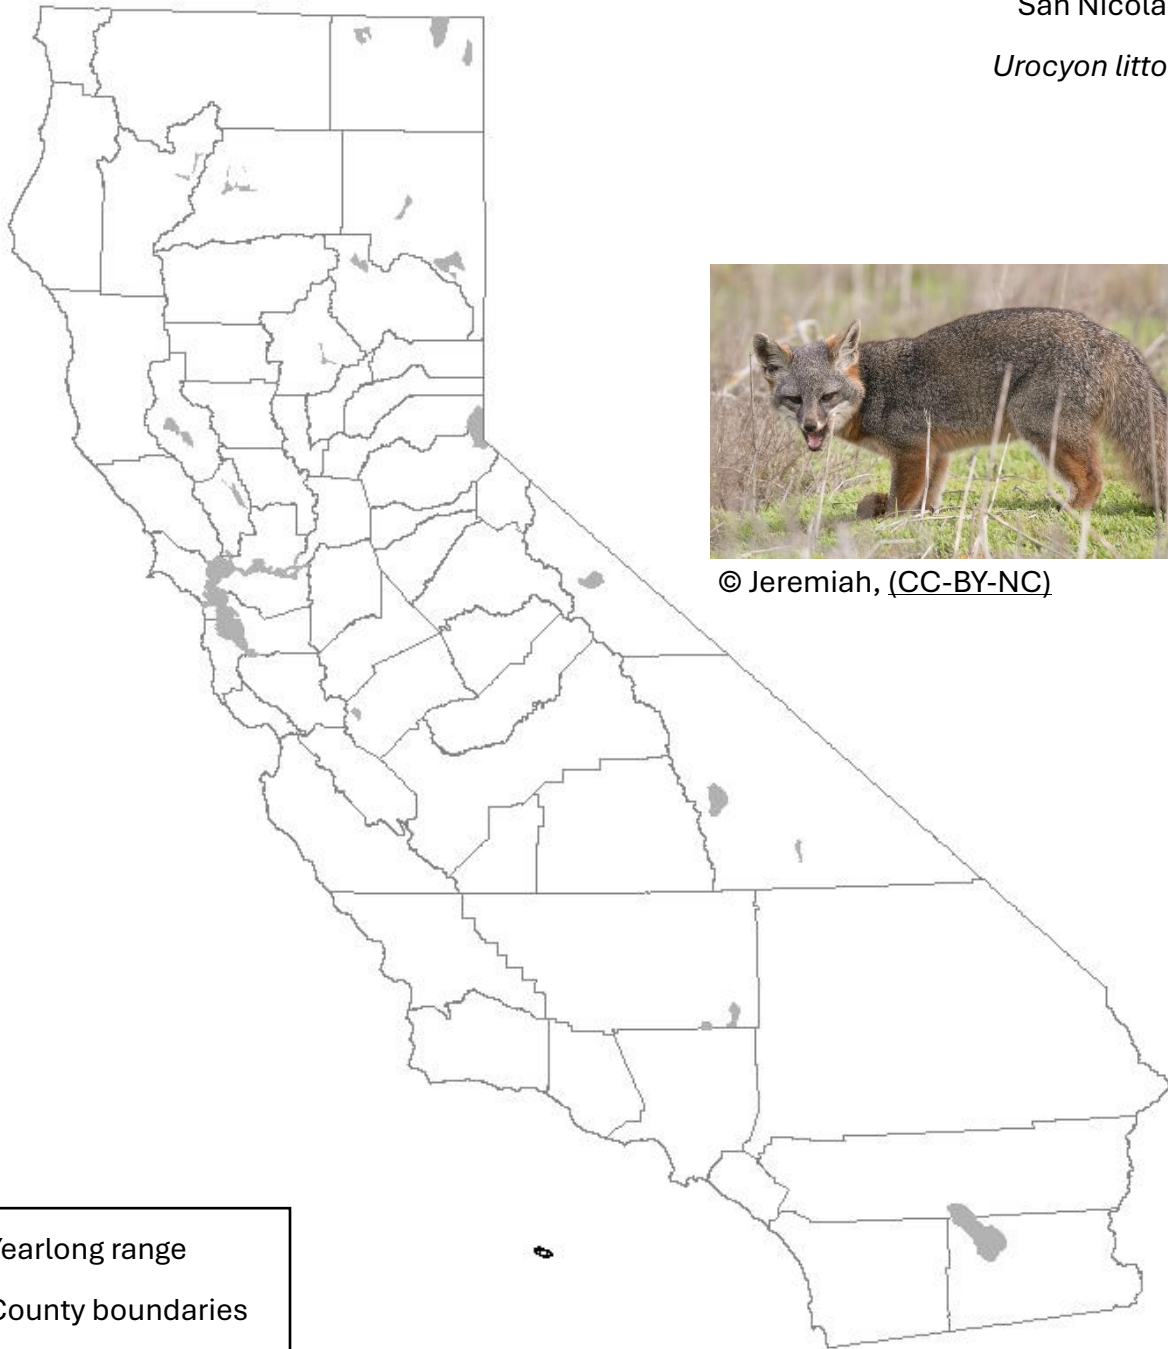 San Nicola
Urocyon litto
© Jeremiah, (CC-BY-NC)
Yearlong range
County boundaries